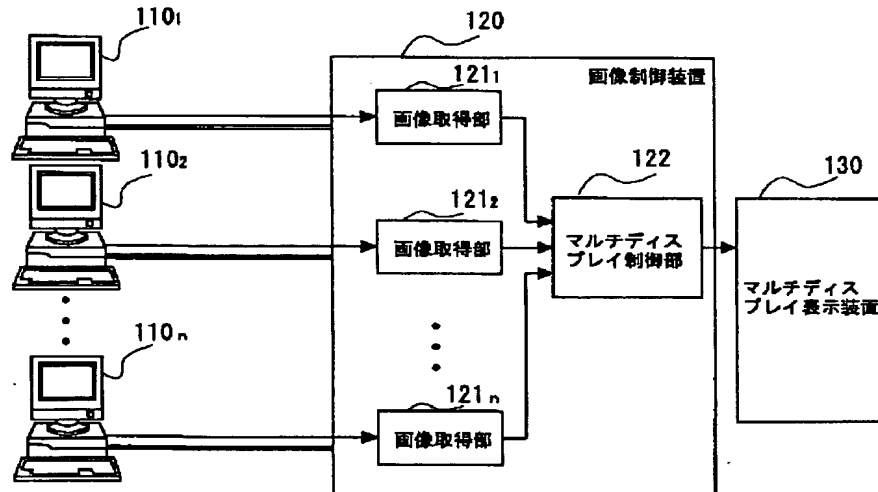 110₁
120
画像制御装置
121₁
画像取得部
110₂
121₂
画像取得部
122
マルチディス
プレイ制御部
130
マルチディス
プレイ表示装置
110ₙ
121ₙ
画像取得部